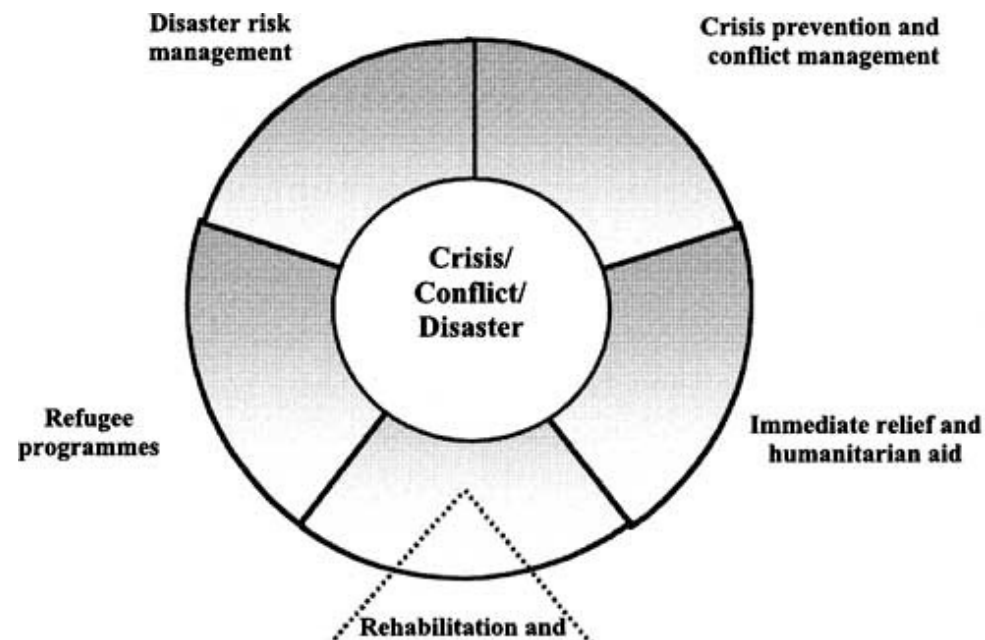 Disaster risk
management
Crisis prevention and
conflict management
Crisis/
Conflict/
Disaster
Refugee
programmes
Immediate relief and
humanitarian aid
Rehabilitation and